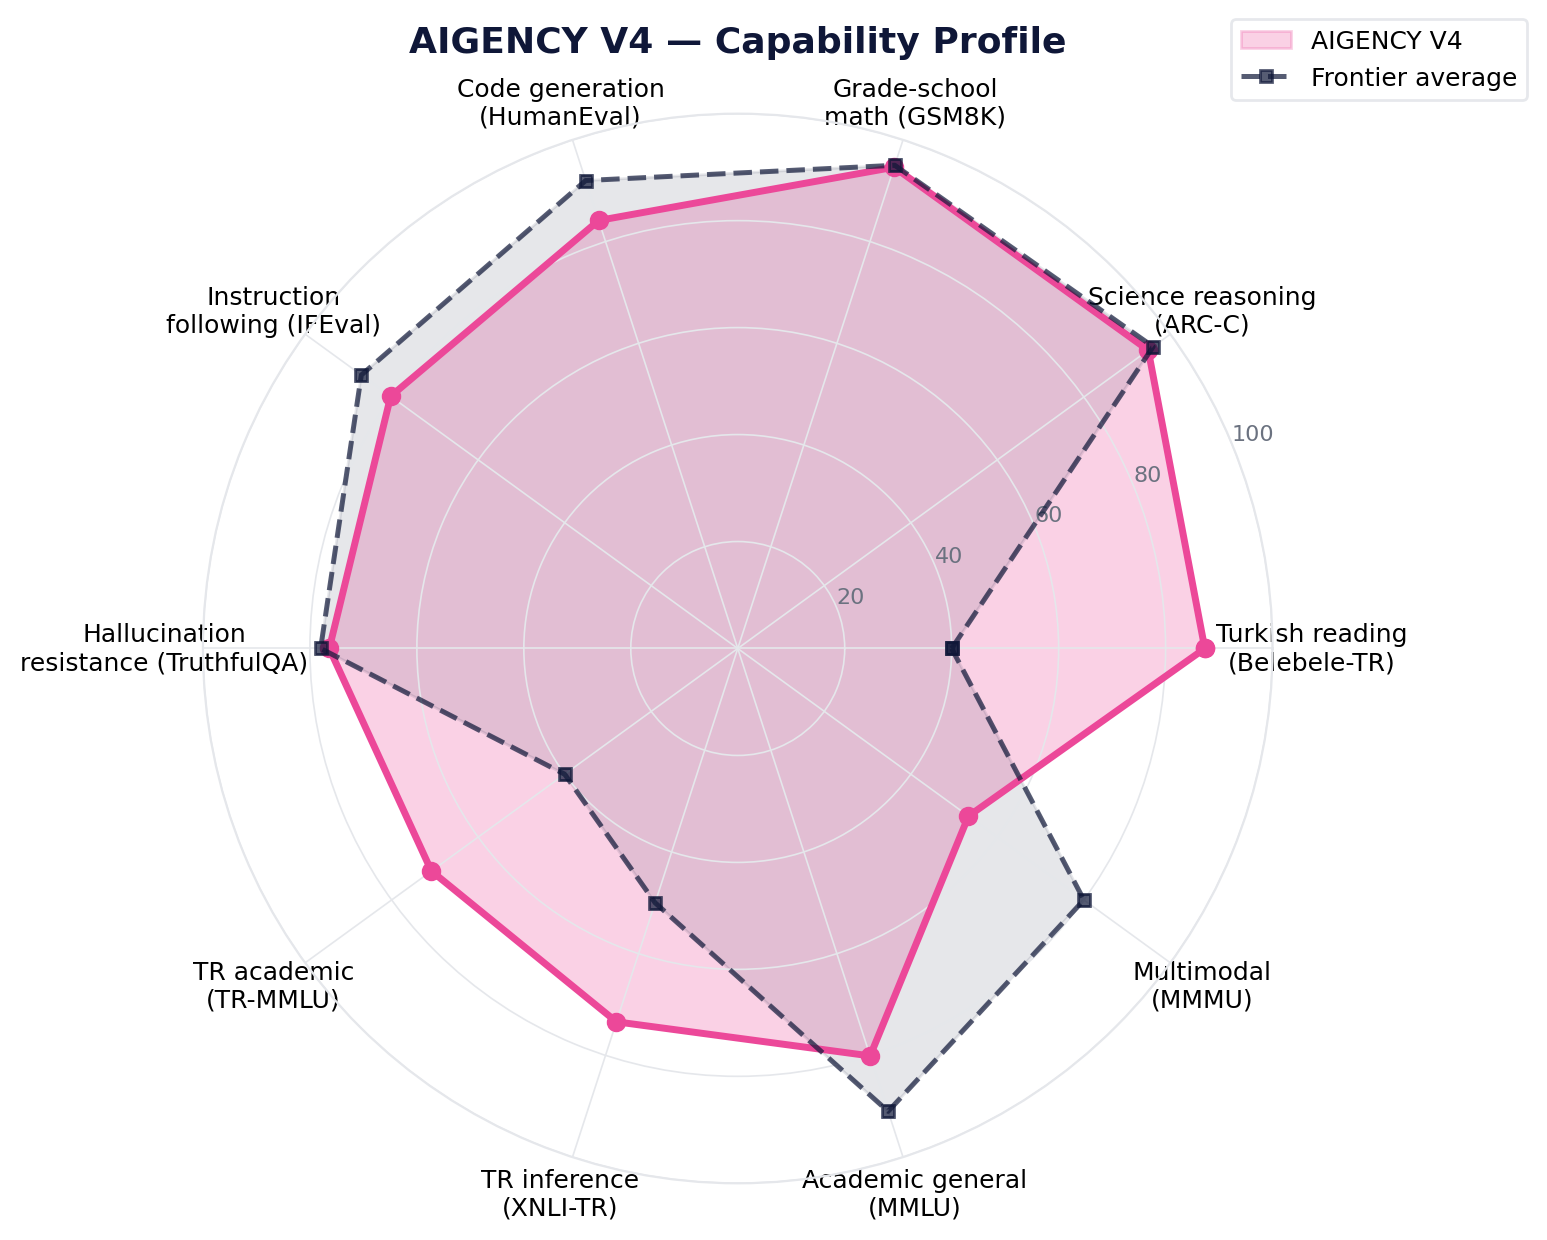 AIGENCY V4 — Capability Profile
AIGENCY V4
Frontier average
Code generation
(HumanEval)
Grade-school
math (GSM8K)
Instruction
following (IFEval)
Science reasoning
(ARC-C)
100
80
60
40
20
Hallucination
resistance (TruthfulQA)
Turkish reading
(Belebele-TR)
TR academic
(TR-MMLU)
Multimodal
(MMMU)
TR inference
(XNLI-TR)
Academic general
(MMLU)